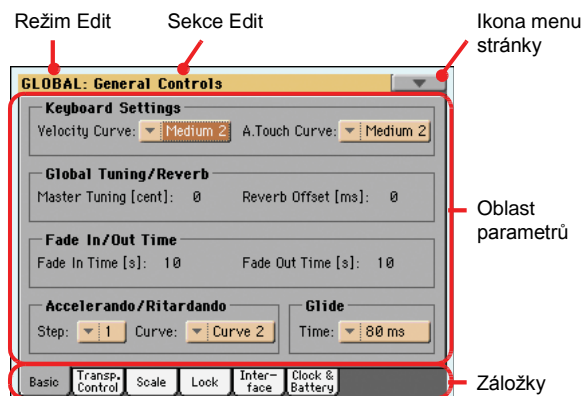 Režim Edit
Sekce Edit
Ikona menu
stránky
GLOBAL: General Controls
Keyboard Settings
Velocity Curve: Medium 2 A.Touch Curve: Medium 2
Global Tuning/Reverb
Master Tuning [cent]: 0 Reverb Offset [ms]: 0
Fade In/Out Time
Fade In Time [s]: 10 Fade Out Time [s]: 10
Accelerando/Ritardando
Step: 1 Curve: Curve 2
Glide
Time: 80 ms
Oblast
parametrů
Basic
Transp.
Control
Scale
Lock
Inter-
face
Clock &
Battery
Záložky